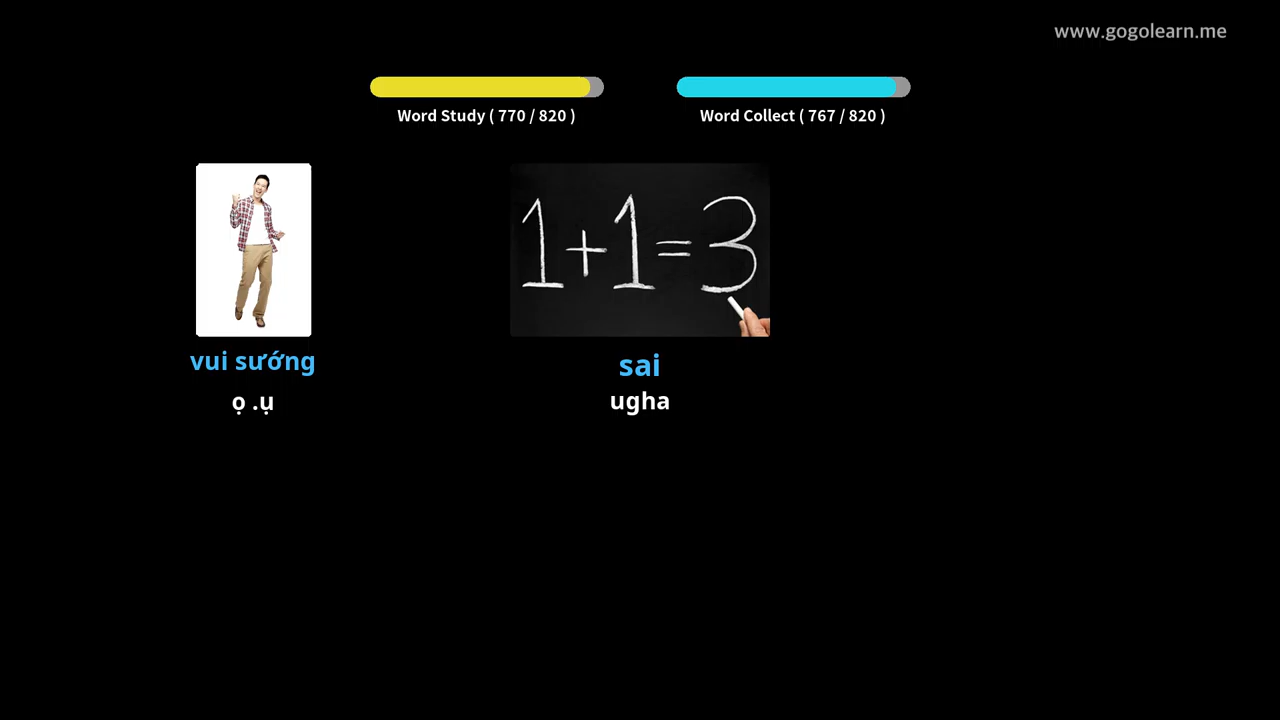 www.gogolearn.me
Word Study ( 770 / 820 )
Word Collect ( 767 / 820 )
1+1=3
vui sướng
sai
ọ .ụ
ugha